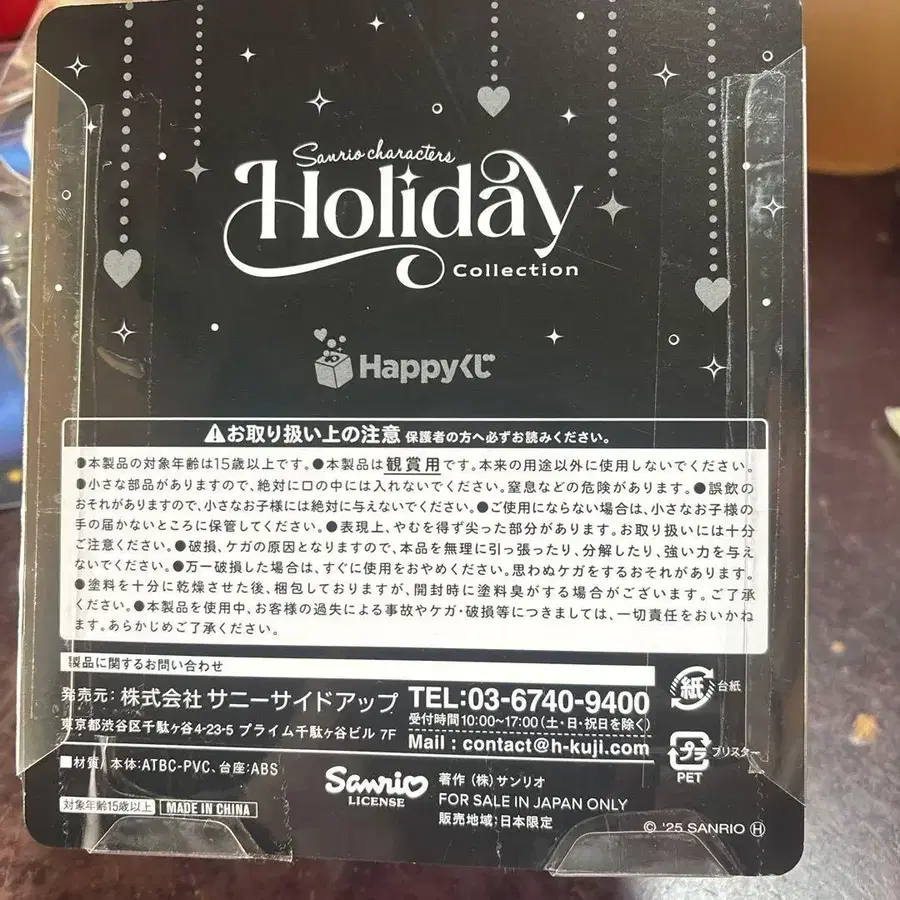 Sanrio characters
Holiday
Collection
Happyくじ
⚠お取り扱い上の注意 保護者の方へ必ずお読みください。
●本製品の対象年齢は15歳以上です。●本製品は観賞用です。本来の用途以外に使用しないでください。
●小さな部品がありますので、絶対に口の中には入れないでください。窒息などの危険があります。●誤飲の
おそれがありますので、小さなお子様には絶対に与えないでください。●ご使用にならない場合は、小さなお子様の
手の届かないところに保管してください。●表現上、やむを得ず尖った部分があります。お取り扱いには十分
ご注意ください。●破損、ケガの原因となりますので、本品を無理に引っ張ったり、分解したり、強い力を与え
ないでください。●万一破損した場合は、すぐに使用をおやめください。思わぬケガをするおそれがあります。
●塗料を十分に乾燥させた後、梱包しておりますが、開封時に塗料臭がする場合がございます。ご了承
ください。●本製品を使用中、お客様の過失による事故やケガ・破損等につきましては、一切責任をおいかね
ます。あらかじめご了承ください。
製品に関するお問い合わせ
発売元: 株式会社 サニーサイドアップ
東京都渋谷区千駄ヶ谷4-23-5 プライム千駄ヶ谷ビル 7F
TEL:03-6740-9400
受付時間10:00~17:00(土・日・祝日を除く)
Mail : contact@h-kuji.com
紙 台紙
プラ ブリスター
PET
■材質/ 本体:ATBC-PVC、台座:ABS
対象年齢15歳以上 MADE IN CHINA
Sanrio
LICENSE
著作 (株) サンリオ
FOR SALE IN JAPAN ONLY
販売地域:日本限定
© '25 SANRIO Ⓗ